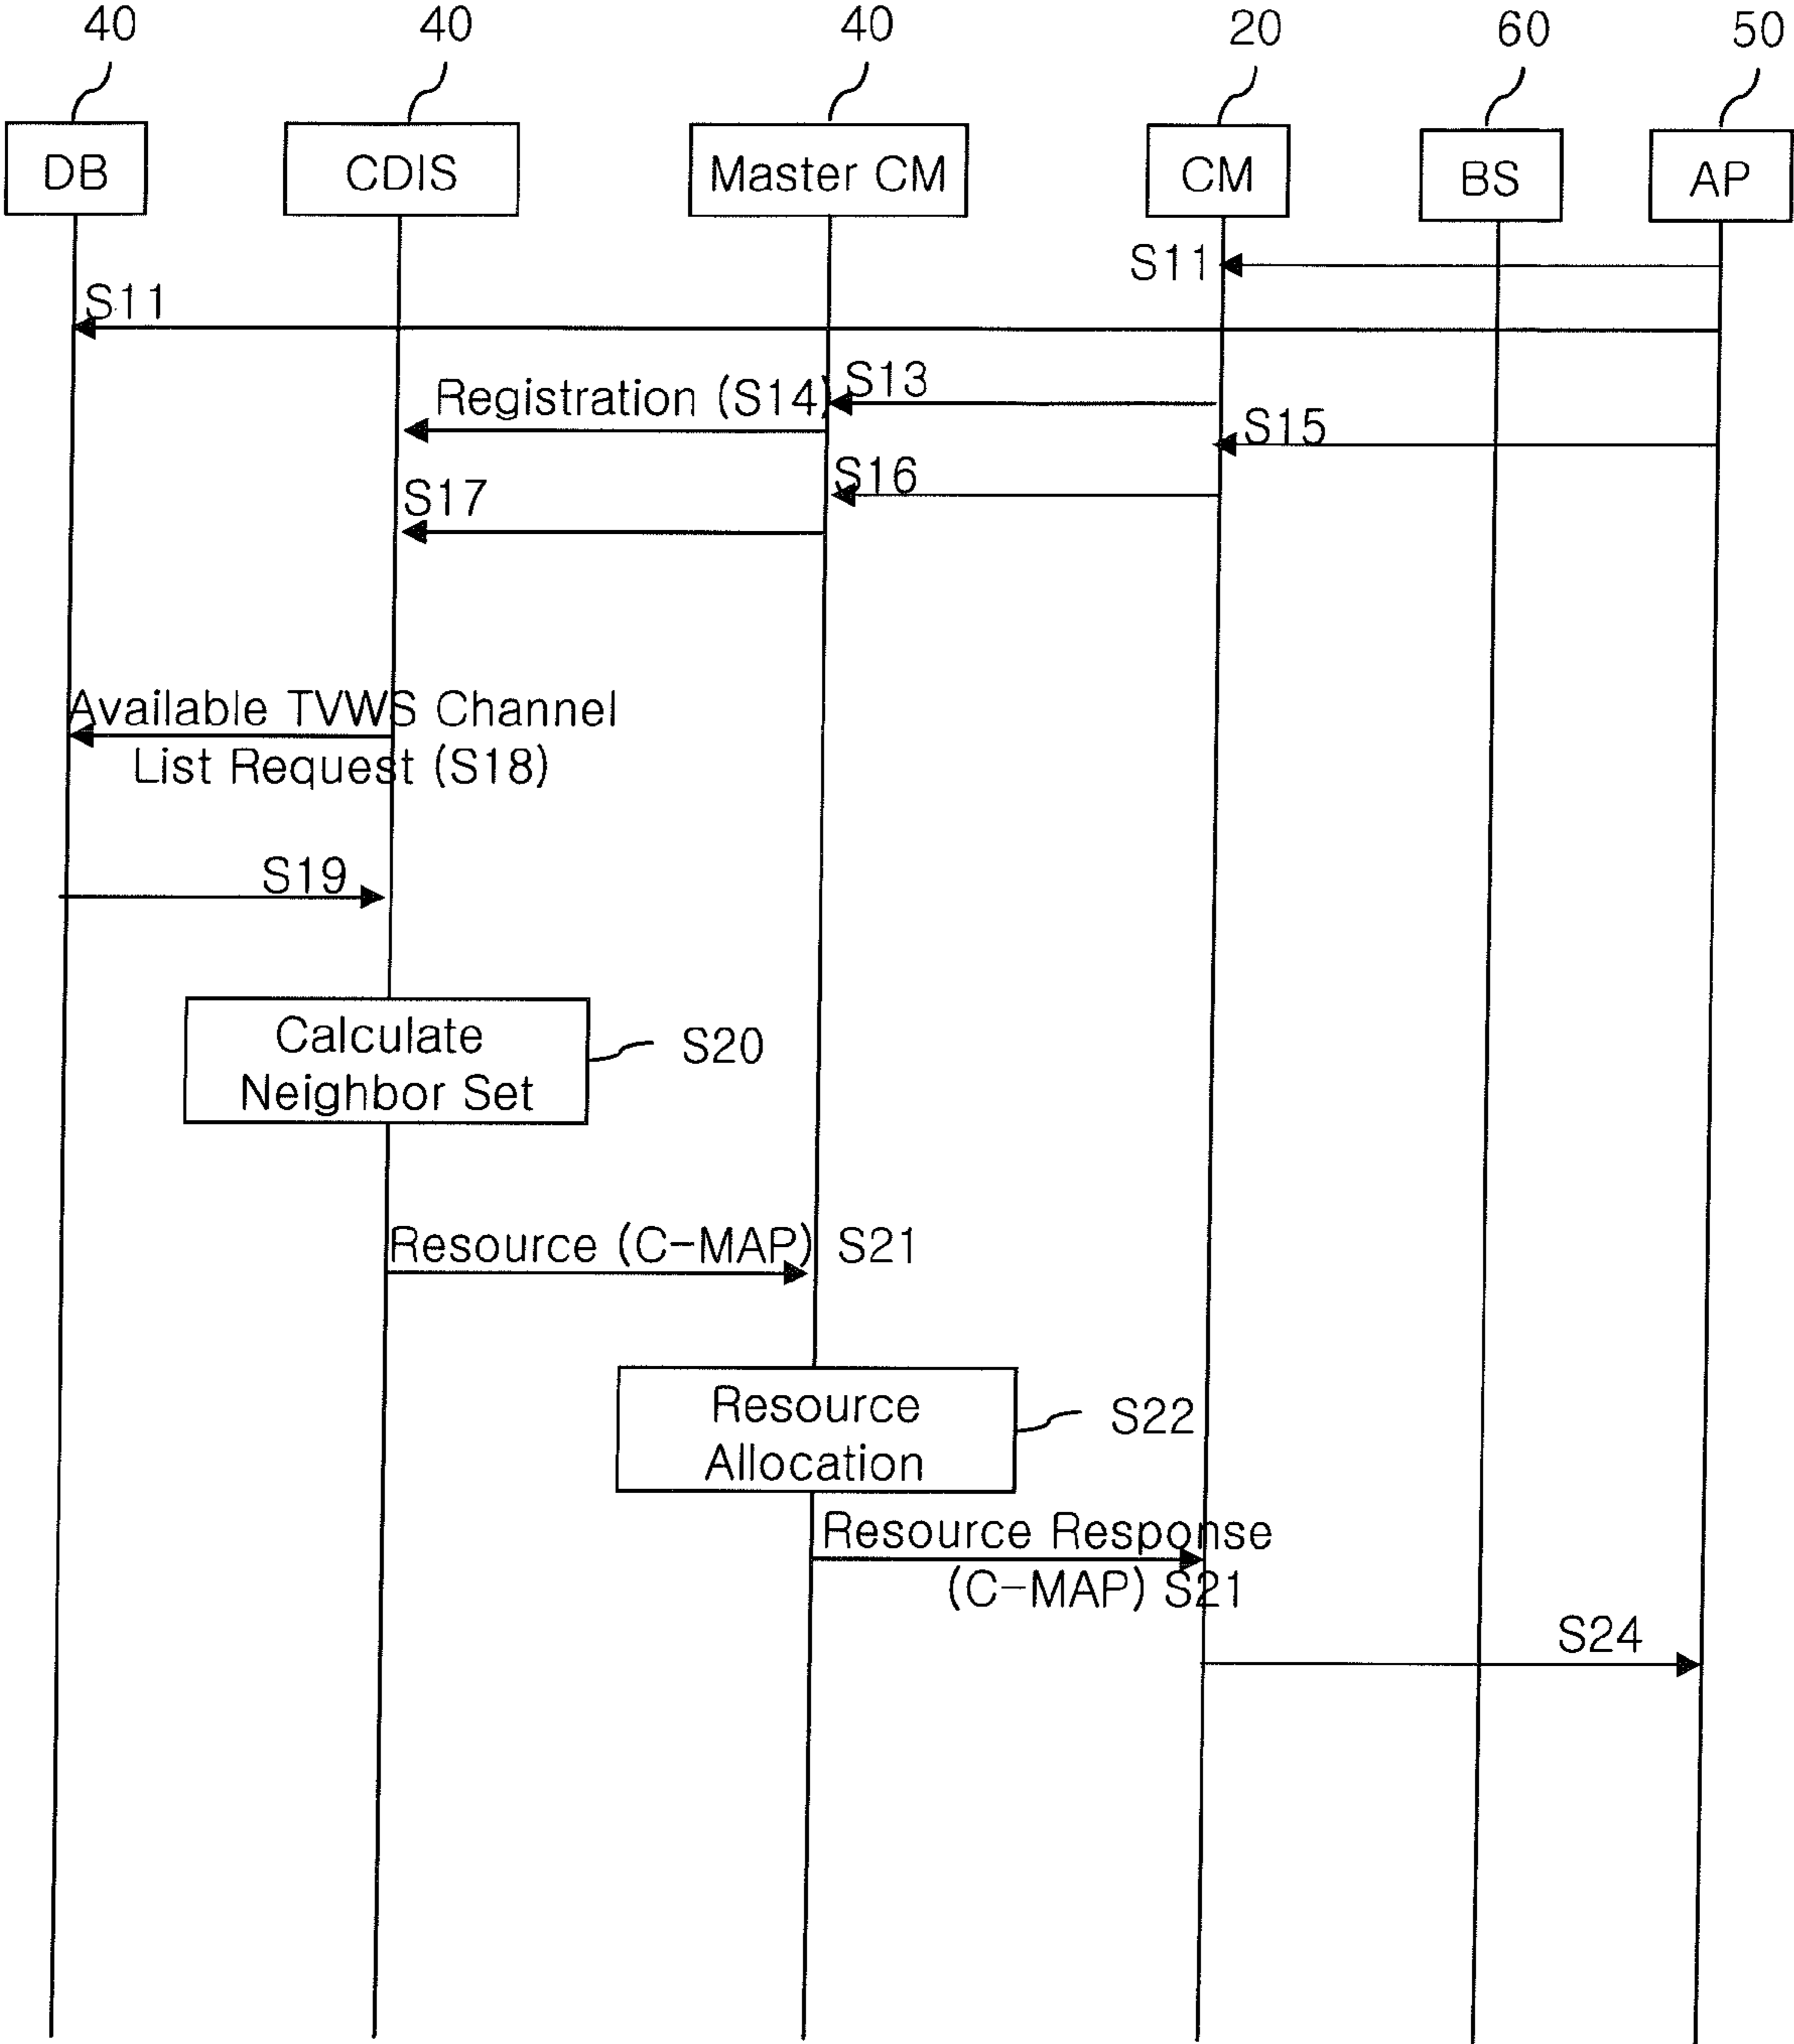 40
40
40
20
60
50
DB
CDIS
Master CM
CM
BS
AP
S11
S11
S13
Registration (S14)
S15
S16
S17
Available TVWS Channel
List Request (S18)
S19
Calculate
Neighbor Set
S20
Resource (C-MAP) S21
Resource
Allocation
S22
Resource Response
(C-MAP) S21
S24